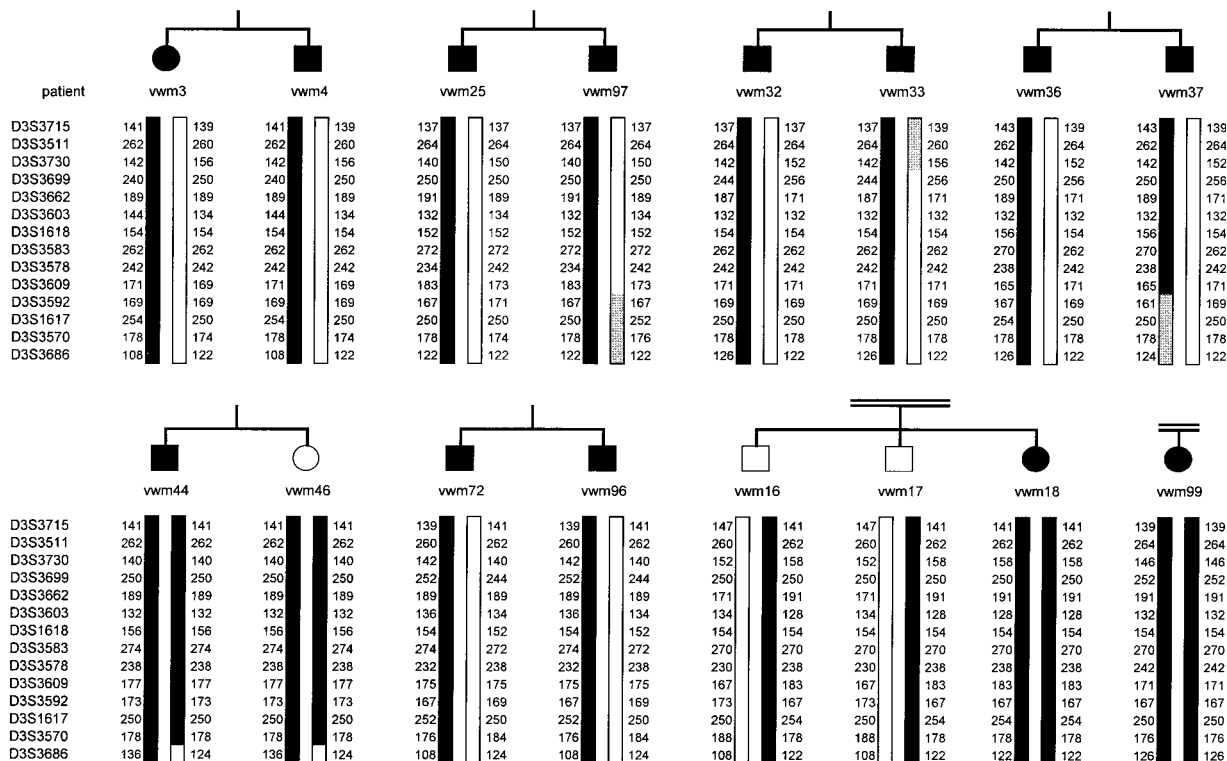 patient vwm3 vwm4 vwm25 vwm97 vwm32 vwm33 vwm36 vwm37
D3S3715 141 139 141 139 137 137 137 137 137 137 137 139 143 139 143 139
D3S3511 262 260 262 260 264 264 264 264 264 264 264 260 262 264 262 264
D3S3730 142 156 142 156 140 150 140 150 142 152 142 156 142 152 142 152
D3S3699 240 250 240 250 250 250 250 250 244 256 244 256 250 256 250 256
D3S3662 189 189 189 189 191 189 191 189 187 171 187 171 189 171 189 171
D3S3603 144 134 144 134 132 134 132 134 132 132 132 132 132 132 132 132
D3S1618 154 154 154 154 152 152 152 152 154 154 154 154 156 154 156 154
D3S3583 262 262 262 262 272 272 272 272 262 262 262 262 270 262 270 262
D3S3578 242 242 242 242 234 242 234 242 242 242 242 242 238 242 238 242
D3S3609 171 169 171 169 183 173 183 173 171 171 171 171 165 171 165 171
D3S3592 169 169 169 169 167 171 167 167 169 169 169 169 167 169 161 169
D3S1617 254 250 254 250 250 250 250 252 250 250 250 250 250 250 250 250
D3S3570 178 174 178 174 178 174 178 176 178 178 178 178 178 178 178 178
D3S3686 108 122 108 122 122 122 122 122 126 122 126 122 126 122 124 122
vwm44 vwm46 vwm72 vwm96 vwm16 vwm17 vwm18 vwm99
D3S3715 141 141 141 141 139 141 139 141 147 141 147 141 141 141 139 139
D3S3511 262 262 262 262 260 262 260 262 260 262 260 262 262 262 264 264
D3S3730 140 140 140 140 142 140 142 140 152 158 152 158 158 158 146 146
D3S3699 250 250 250 250 252 244 252 244 250 250 250 250 250 250 252 252
D3S3662 189 189 189 189 189 189 189 189 171 191 171 191 191 191 191 191
D3S3603 132 132 132 132 136 134 136 134 134 128 134 128 128 128 132 132
D3S1618 156 156 156 156 154 152 154 152 154 154 154 154 154 154 154 154
D3S3583 274 274 274 274 274 272 274 272 270 270 270 270 270 270 270 270
D3S3578 238 238 238 238 232 238 232 238 230 238 230 238 238 238 242 242
D3S3609 177 177 177 177 175 175 175 175 167 183 167 183 183 183 171 171
D3S3592 173 173 173 173 167 169 167 169 173 167 173 167 167 167 167 167
D3S1617 250 250 250 250 252 250 252 250 250 254 250 254 254 254 250 250
D3S3570 178 178 178 178 176 184 176 184 188 178 188 178 178 178 176 176
D3S3686 136 124 136 124 108 124 108 124 108 122 108 122 122 122 126 126